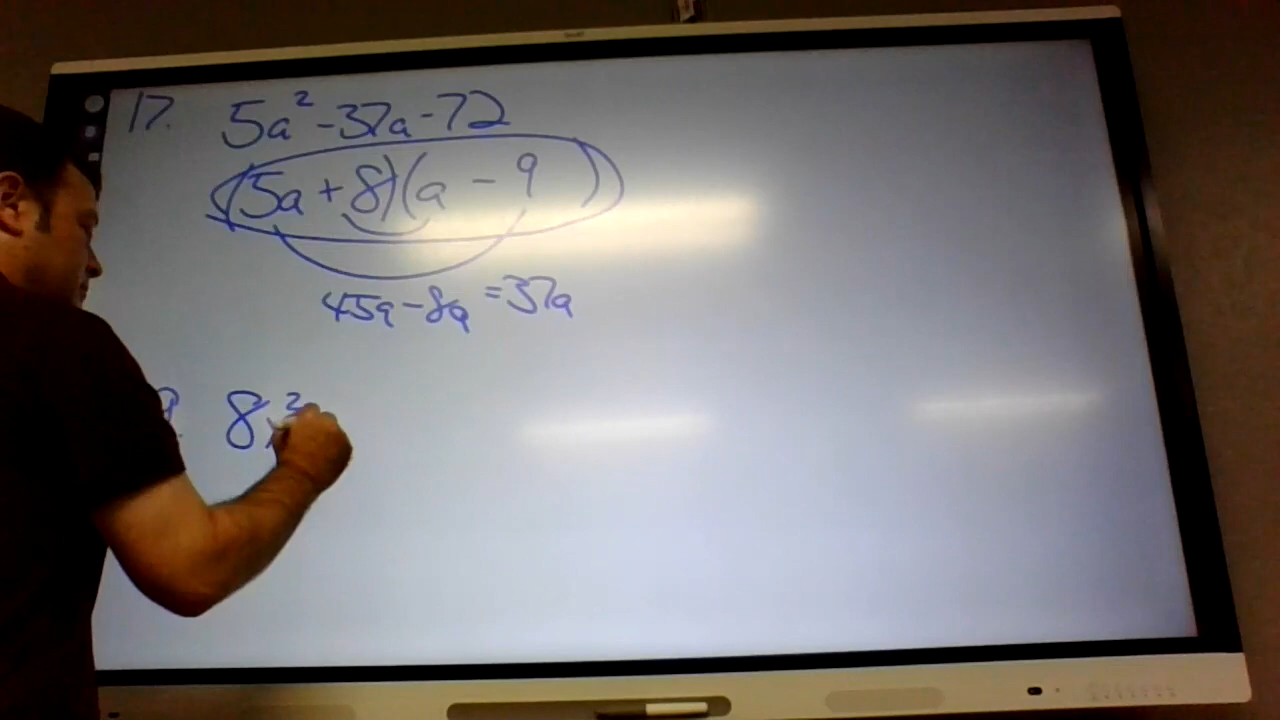 17. 5a² -37a -72
(5a + 8)(a - 9)
45a - 8a = 37a
8